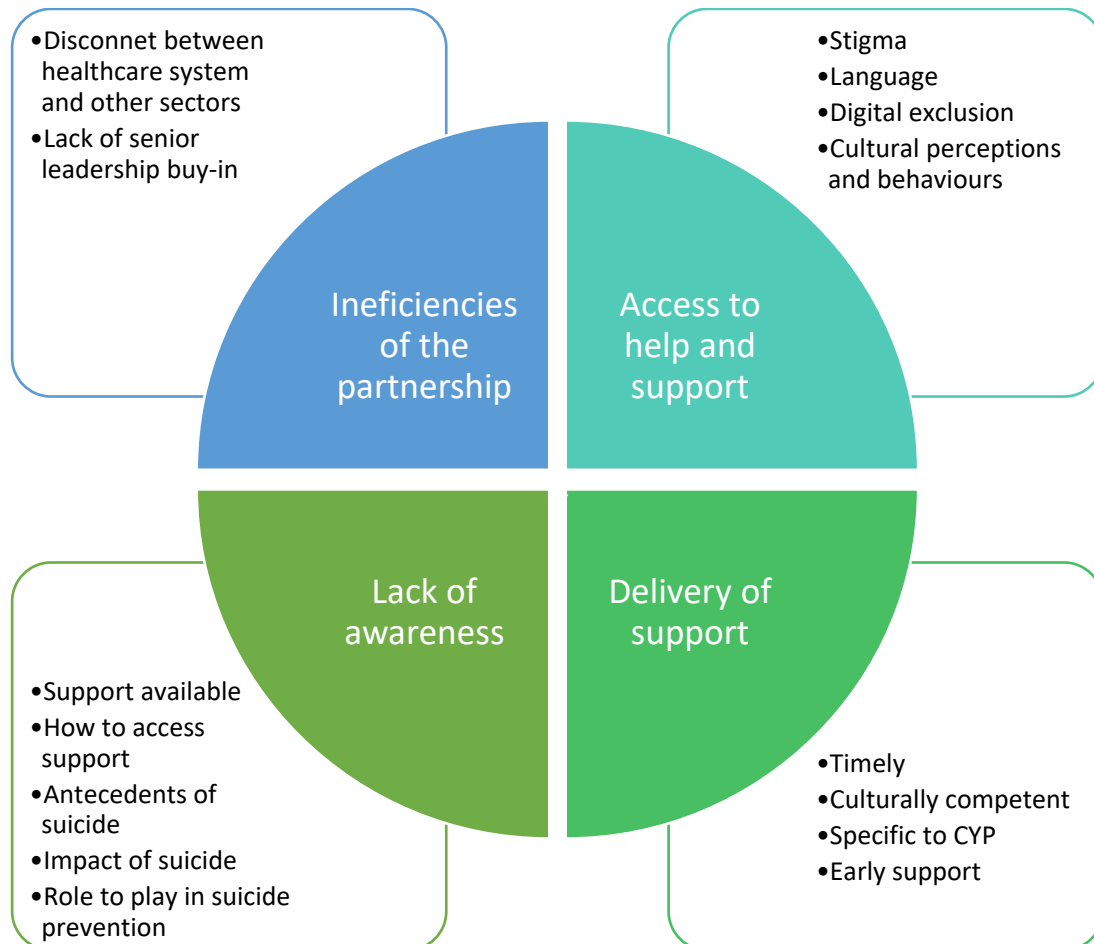 •Disconnet between
healthcare system
and other sectors
•Lack of senior
leadership buy-in
•Stigma
•Language
•Digital exclusion
•Cultural perceptions
and behaviours
Ineficiencies
of the
partnership
Access to
help and
support
Lack of
awareness
Delivery of
support
•Support available
•How to access
support
•Antecedents of
suicide
•Impact of suicide
•Role to play in suicide
prevention
•Timely
•Culturally competent
•Specific to CYP
•Early support